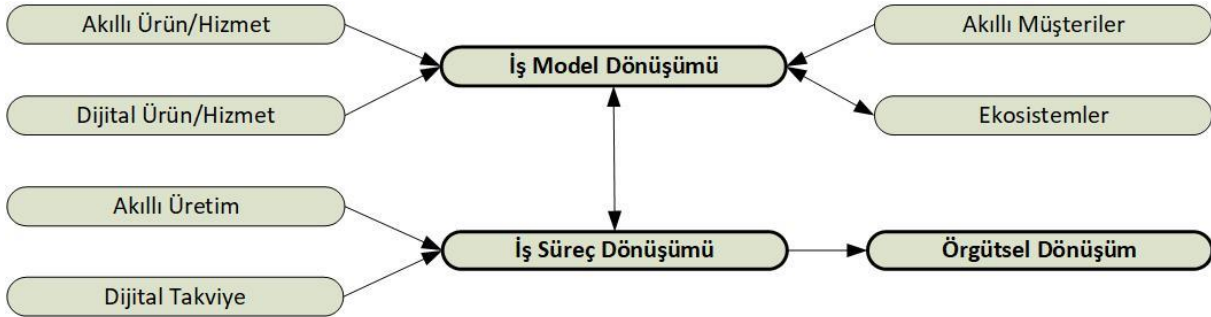 Akıllı Ürün/Hizmet
Akıllı Müşteriler
İş Model Dönüşümü
Dijital Ürün/Hizmet
Ekosistemler
Akıllı Üretim
İş Süreç Dönüşümü
Örgütsel Dönüşüm
Dijital Takviye